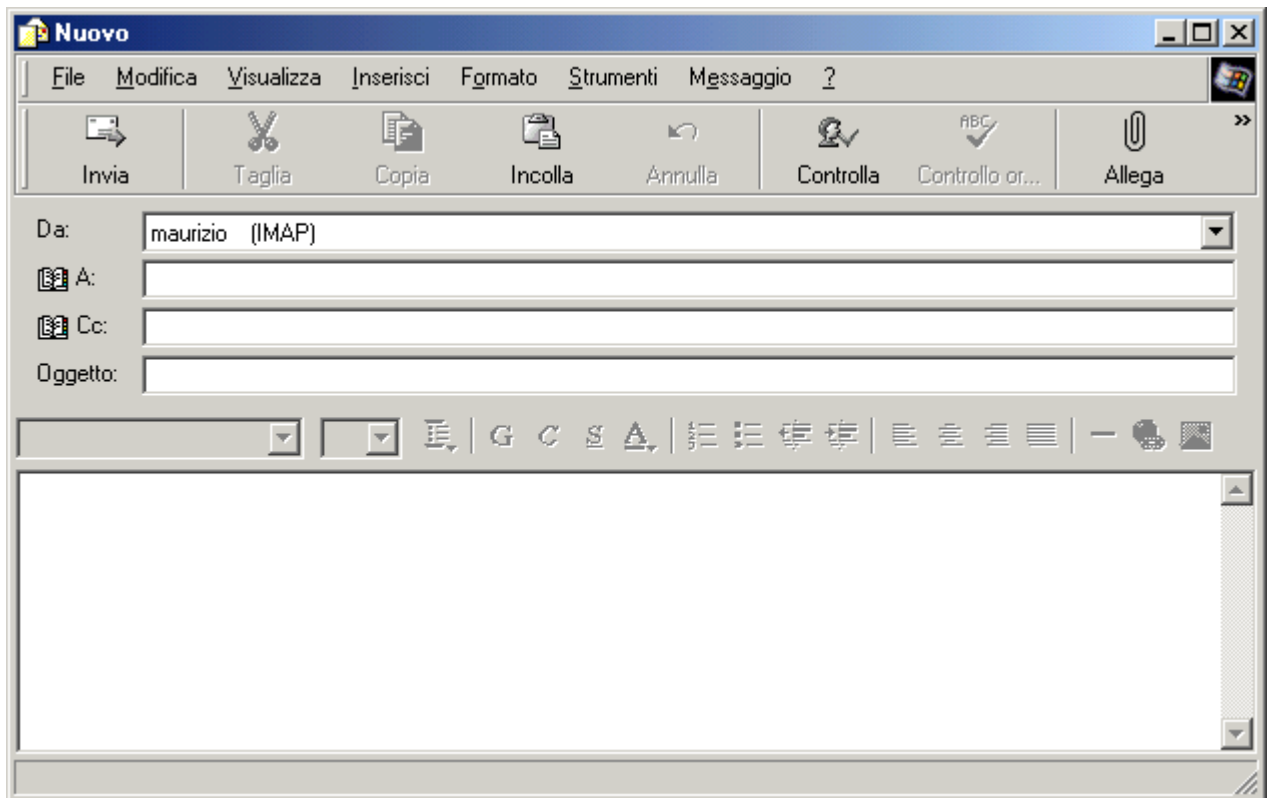 Nuovo
File Modifica Visualizza Inserisci Formato Strumenti Messaggio ?
ABC
Invia Taglia Copia Incolla Annulla Controlla Controllo or... Allega
Da: maurizio (IMAP)
A:
Cc:
Oggetto:
G C S A